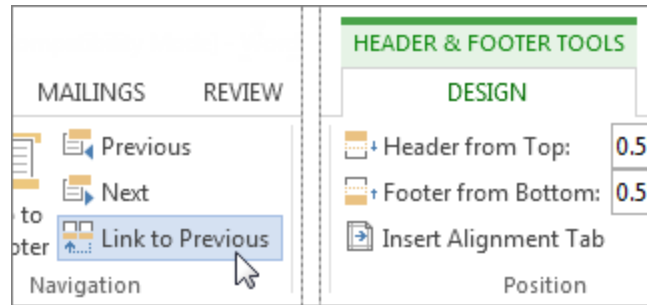 HEADER & FOOTER TOOLS
MAILINGS REVIEW DESIGN
Previous Header from Top: 0.5
Next Footer from Bottom: 0.5
to
Link to Previous Insert Alignment Tab
Navigation Position